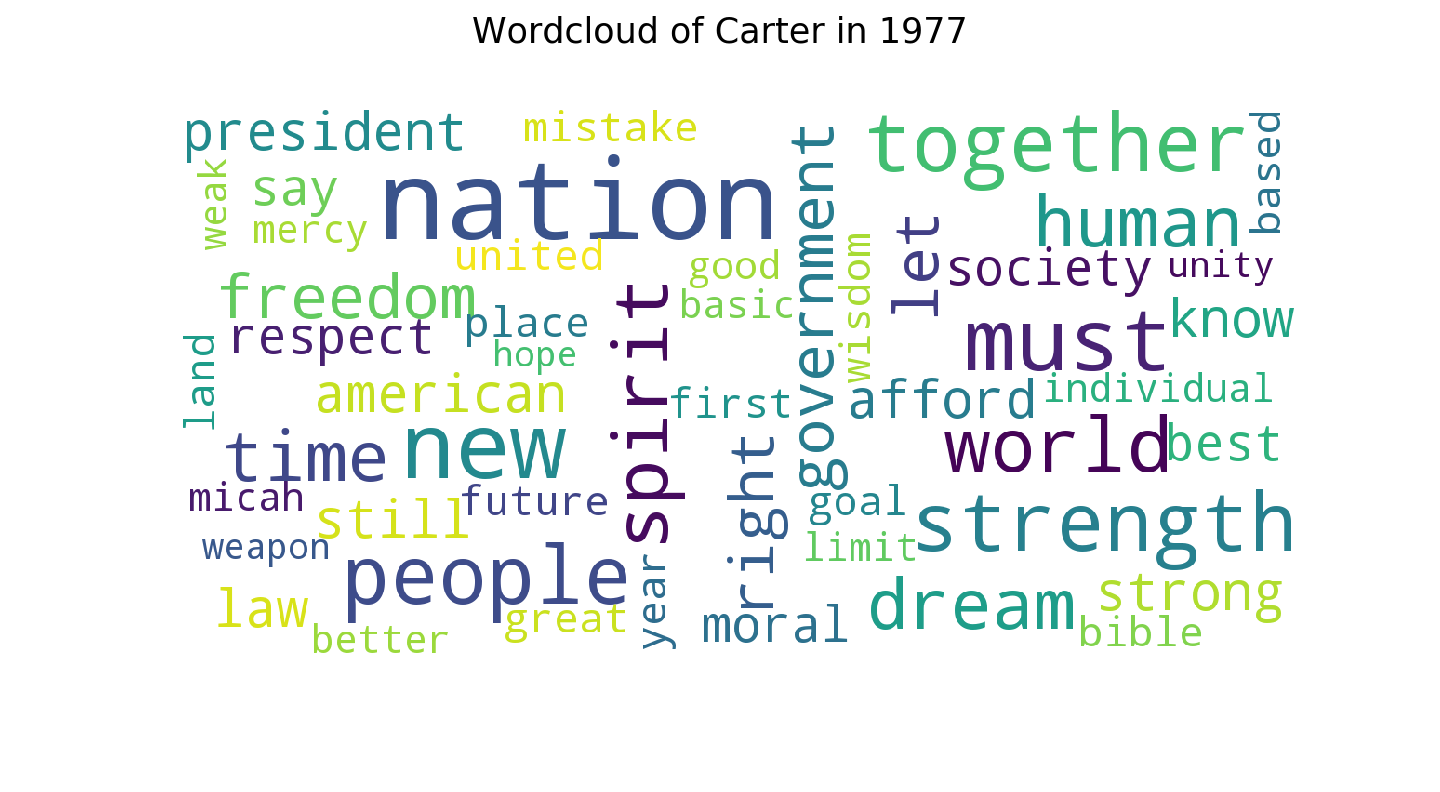 Wordcloud of Carter in 1977
president
mistake
together
based
weak
say
nation
government
human
mercy
united
good
wisdom
let
society
unity
freedom
basic
respect
place
spirit
must
know
hope
land
american
first
afford
individual
time
new
right
world
best
micah
still
future
goal
strength
weapon
limit
people
year
dream
strong
law
great
moral
better
bible